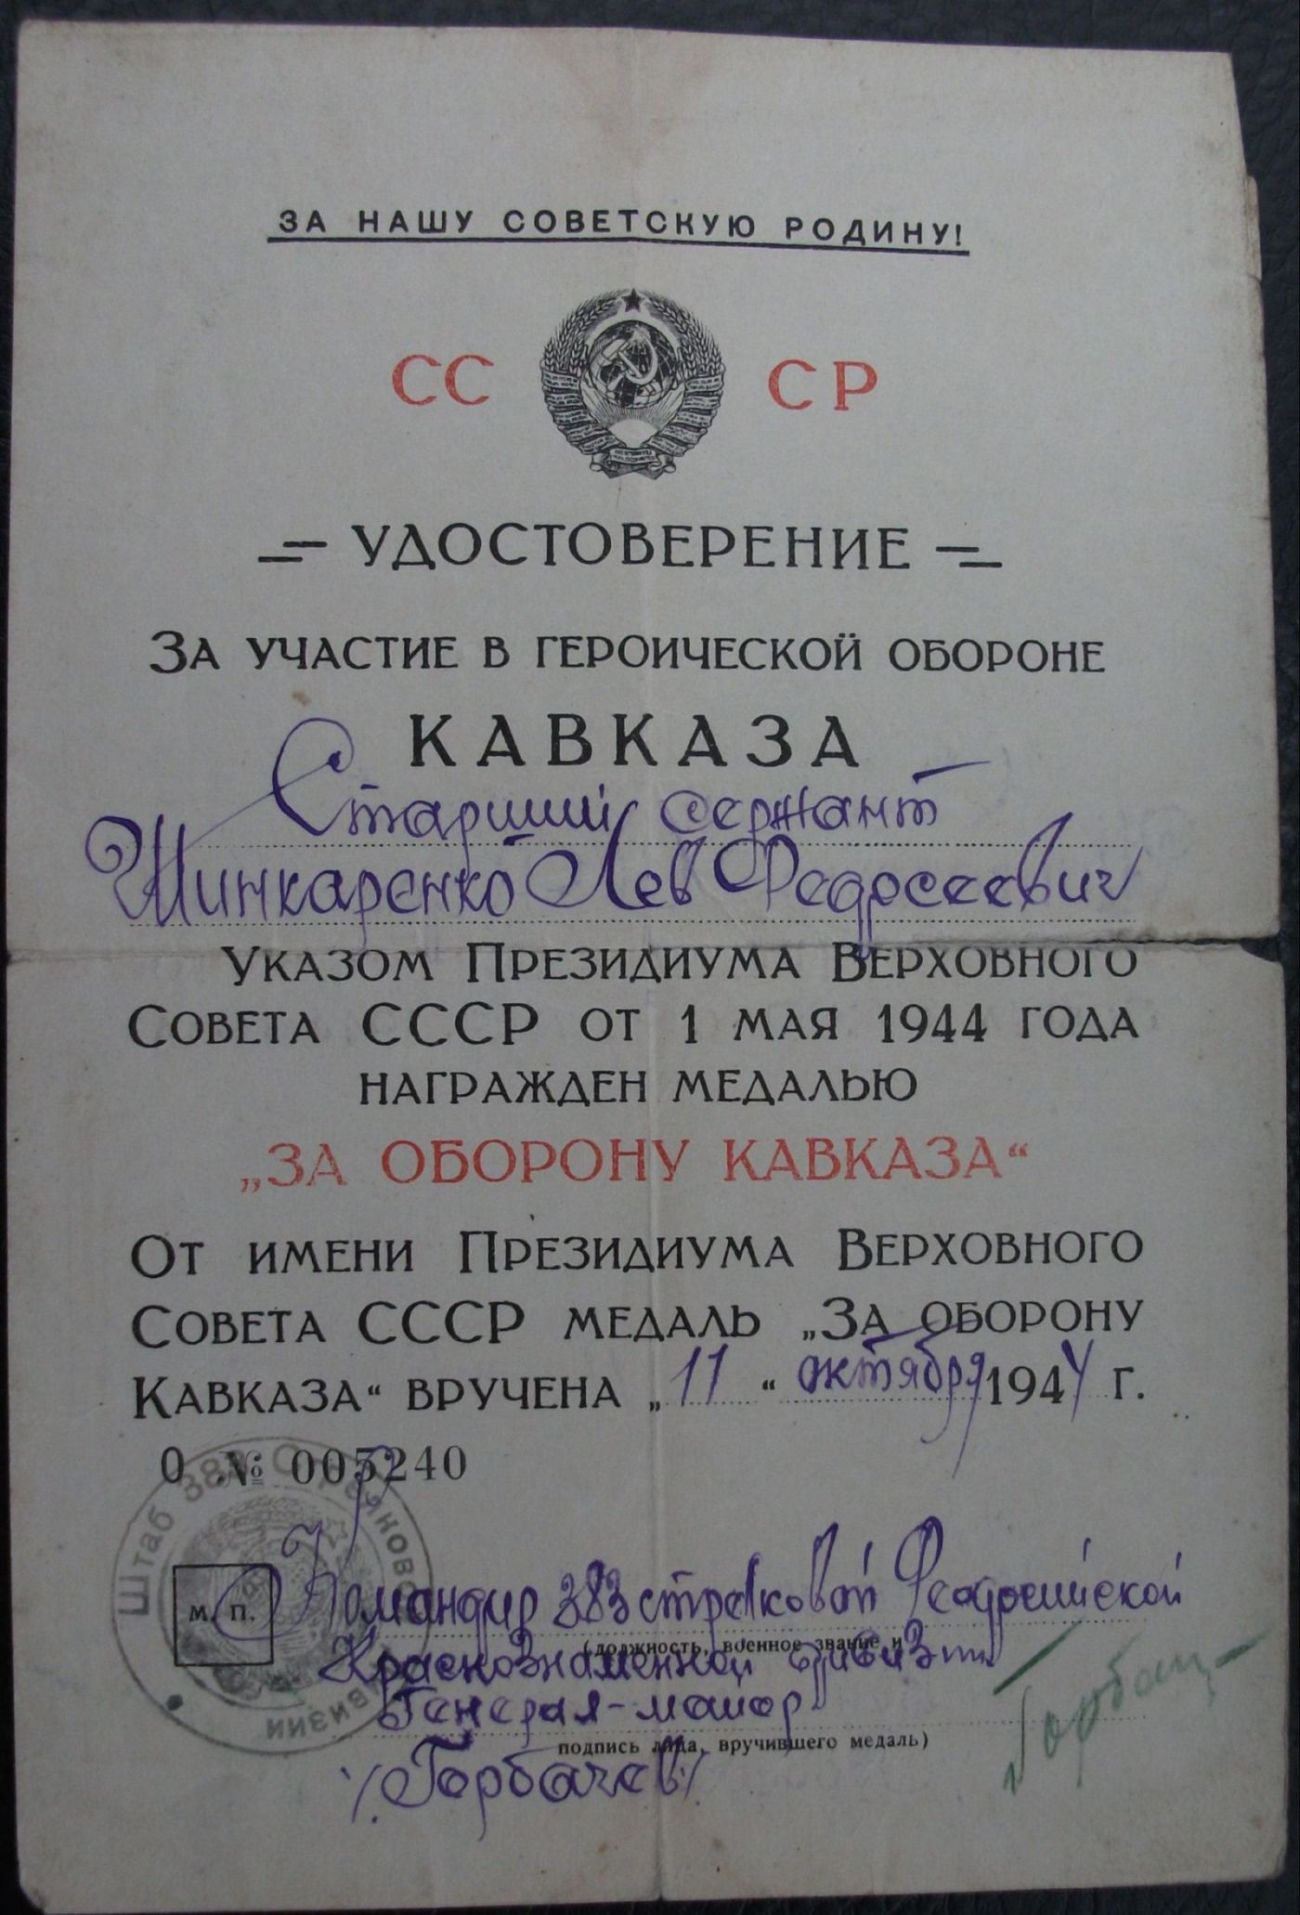 ЗА НАШУ СОВЕТСКУЮ РОДИНУ!
СС СР
УДОСТОВЕРЕНИЕ
ЗА УЧАСТИЕ В ГЕРОИЧЕСКОЙ ОБОРОНЕ
КАВКАЗА
Старший сержант
Шинкаренко Лев Федосеевич
УКАЗОМ ПРЕЗИДИУМА ВЕРХОВНОГО
СОВЕТА СССР ОТ 1 МАЯ 1944 ГОДА
НАГРАЖДЕН МЕДАЛЬЮ
„ЗА ОБОРОНУ КАВКАЗА“
ОТ ИМЕНИ ПРЕЗИДИУМА ВЕРХОВНОГО
СОВЕТА СССР МЕДАЛЬ „ЗА ОБОРОНУ
КАВКАЗА“ ВРУЧЕНА „11“ октября 1944 г.
О № 005240
Штаб 383
М. П.
Командир 383 стрелковой Феодосийской
(должность, военное звание и
Краснознаменной дивизии
Генерал-майор
подпись лица, вручившего медаль)
/Горбачев/